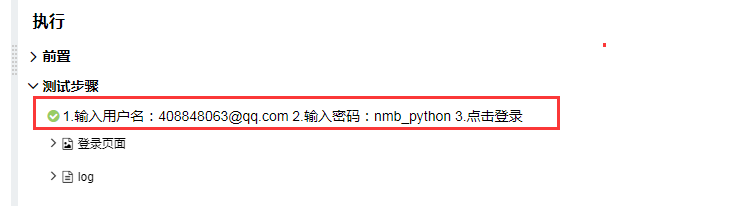 执行
前置
测试步骤
1.输入用户名：408848063@qq.com 2.输入密码：nmb_python 3.点击登录
登录页面
log